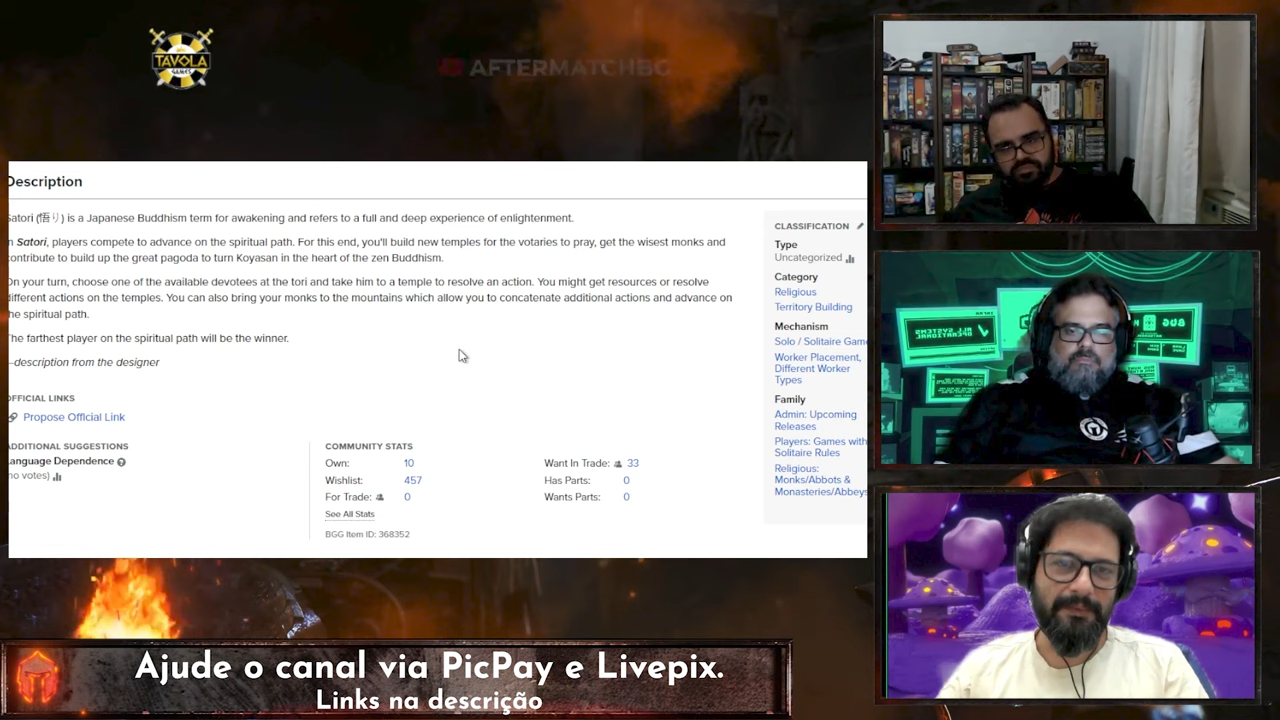 TAVOLA
GAMES
AFTERMATCHBG
Description
Satori (悟り) is a Japanese Buddhism term for awakening and refers to a full and deep experience of enlightenment.
n Satori, players compete to advance on the spiritual path. For this end, you'll build new temples for the votaries to pray, get the wisest monks and
contribute to build up the great pagoda to turn Koyasan in the heart of the zen Buddhism.
On your turn, choose one of the available devotees at the tori and take him to a temple to resolve an action. You might get resources or resolve
different actions on the temples. You can also bring your monks to the mountains which allow you to concatenate additional actions and advance on
the spiritual path.
The farthest player on the spiritual path will be the winner.
—description from the designer
OFFICIAL LINKS
Propose Official Link
ADDITIONAL SUGGESTIONS
Language Dependence
(no votes)
COMMUNITY STATS
Own: 10
Wishlist: 457
For Trade: 0
See All Stats
BGG Item ID: 368352
Want In Trade: 33
Has Parts: 0
Wants Parts: 0
CLASSIFICATION
Type
Uncategorized
Category
Religious
Territory Building
Mechanism
Solo / Solitaire Game
Worker Placement,
Different Worker
Types
Family
Admin: Upcoming
Releases
Players: Games with
Solitaire Rules
Religious:
Monks/Abbots &
Monasteries/Abbeys
ALL SYSTEMS
OPERATIONAL
Ajude o canal via PicPay e Livepix.
Links na descrição